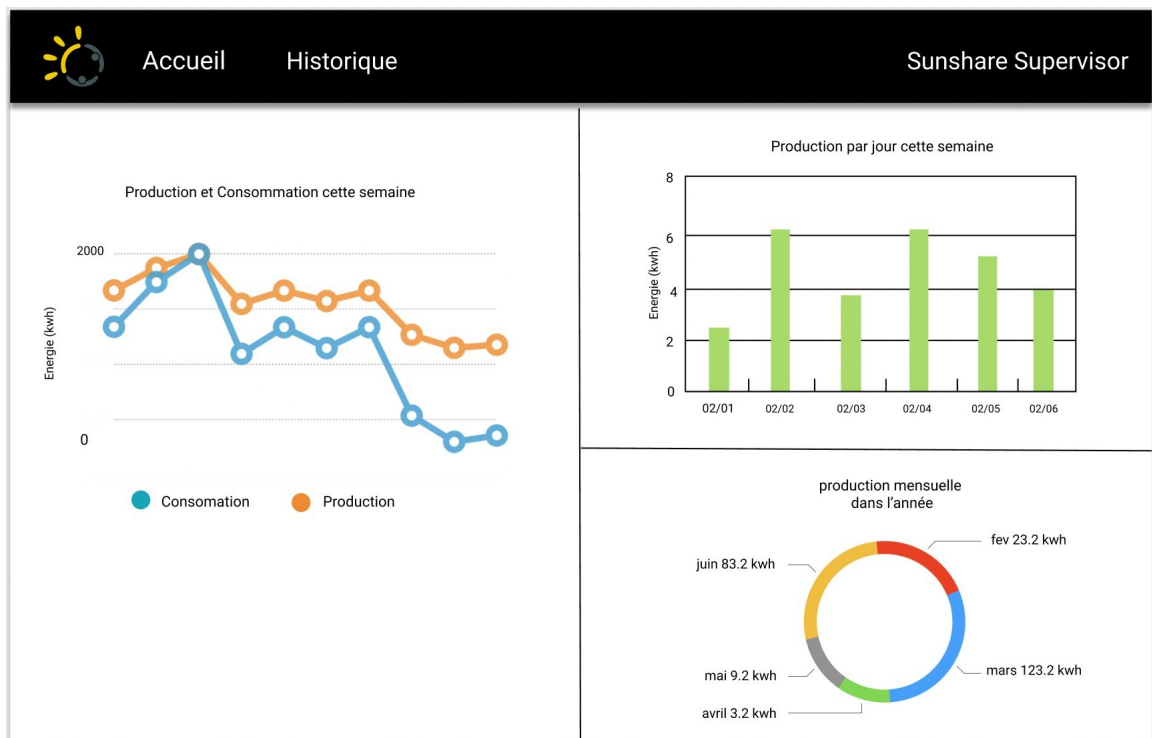 Accueil
Historique
Sunshare Supervisor
Production et Consommation cette semaine
2000
Energie (kwh)
0
Consomation
Production
Production par jour cette semaine
8
6
4
2
0
Energie (kwh)
02/01
02/02
02/03
02/04
02/05
02/06
production mensuelle
dans l'année
fev 23.2 kwh
juin 83.2 kwh
mars 123.2 kwh
mai 9.2 kwh
avril 3.2 kwh